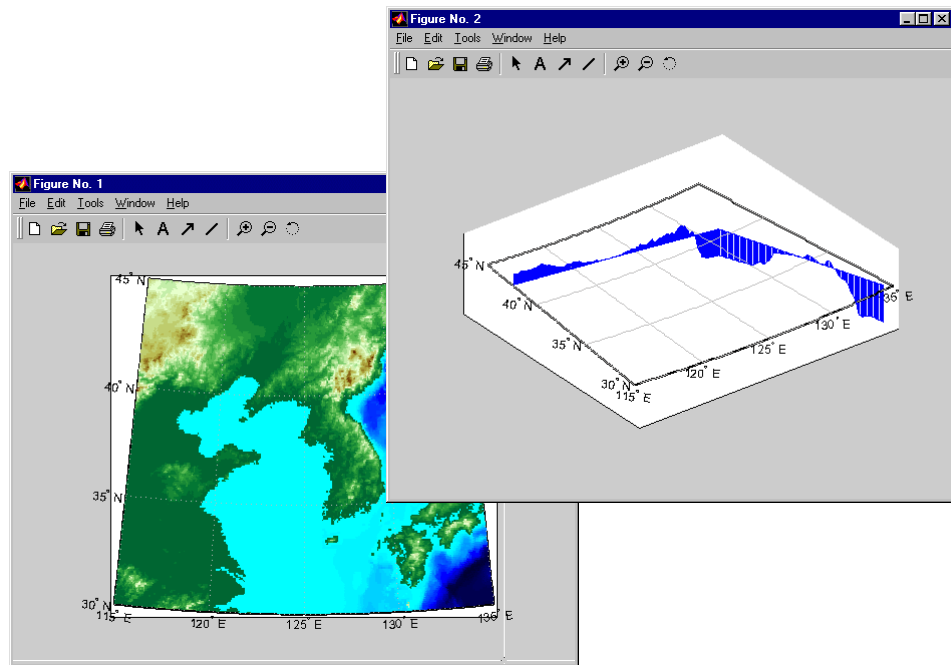 Figure No. 2
File Edit Tools Window Help
A
45° N
40° N
35° N
30° N
115° E
120° E
125° E
130° E
35° E
Figure No. 1
File Edit Tools Window Help
A
45° N
40° N
35° N
30° N
115° E
120° E
125° E
130° E
135° E